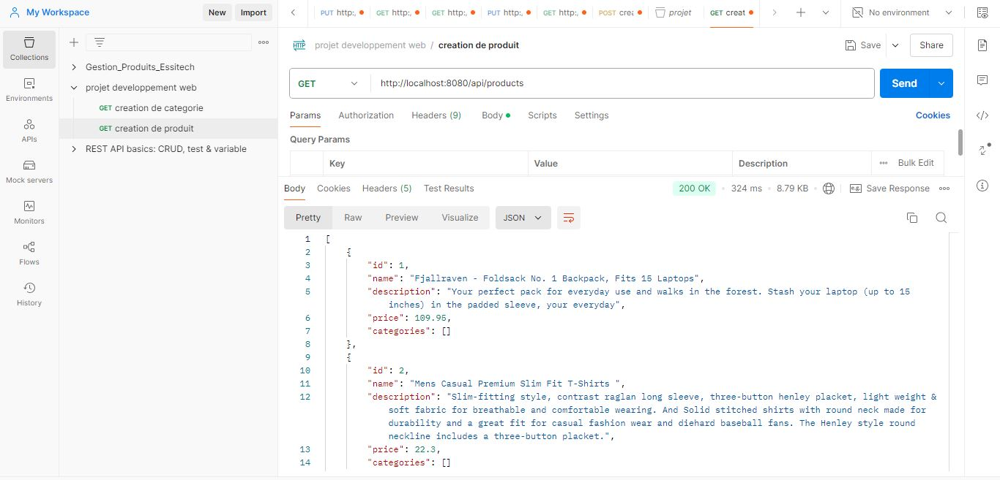 My Workspace
New
Import
PUT http:,
GET http:,
GET http:,
PUT http:,
GET http:,
POST crea
projet
GET creat
No environment
Collections
Environments
APIs
Mock servers
Monitors
Flows
History
Gestion_Produits_Essitech
projet developpement web
GET creation de categorie
GET creation de produit
REST API basics: CRUD, test & variable
HTTP
projet developpement web / creation de produit
Save
Share
GET
http://localhost:8080/api/products
Send
Params
Authorization
Headers (9)
Body
Scripts
Settings
Cookies
Query Params
Key
Value
Description
Bulk Edit
Body
Cookies
Headers (5)
Test Results
200 OK
324 ms
8.79 KB
e.g.
Save Response
Pretty
Raw
Preview
Visualize
JSON
1 [
2 {
3 "id": 1,
4 "name": "Fjallraven - Foldsack No. 1 Backpack, Fits 15 Laptops",
5 "description": "Your perfect pack for everyday use and walks in the forest. Stash your laptop (up to 15
inches) in the padded sleeve, your everyday",
6 "price": 109.95,
7 "categories": []
8 },
9 {
10 "id": 2,
11 "name": "Mens Casual Premium Slim Fit T-Shirts ",
12 "description": "Slim-fitting style, contrast raglan long sleeve, three-button henley placket, light weight &
soft fabric for breathable and comfortable wearing. And Solid stitched shirts with round neck made for
durability and a great fit for casual fashion wear and diehard baseball fans. The Henley style round
neckline includes a three-button placket.",
13 "price": 22.3,
14 "categories": []